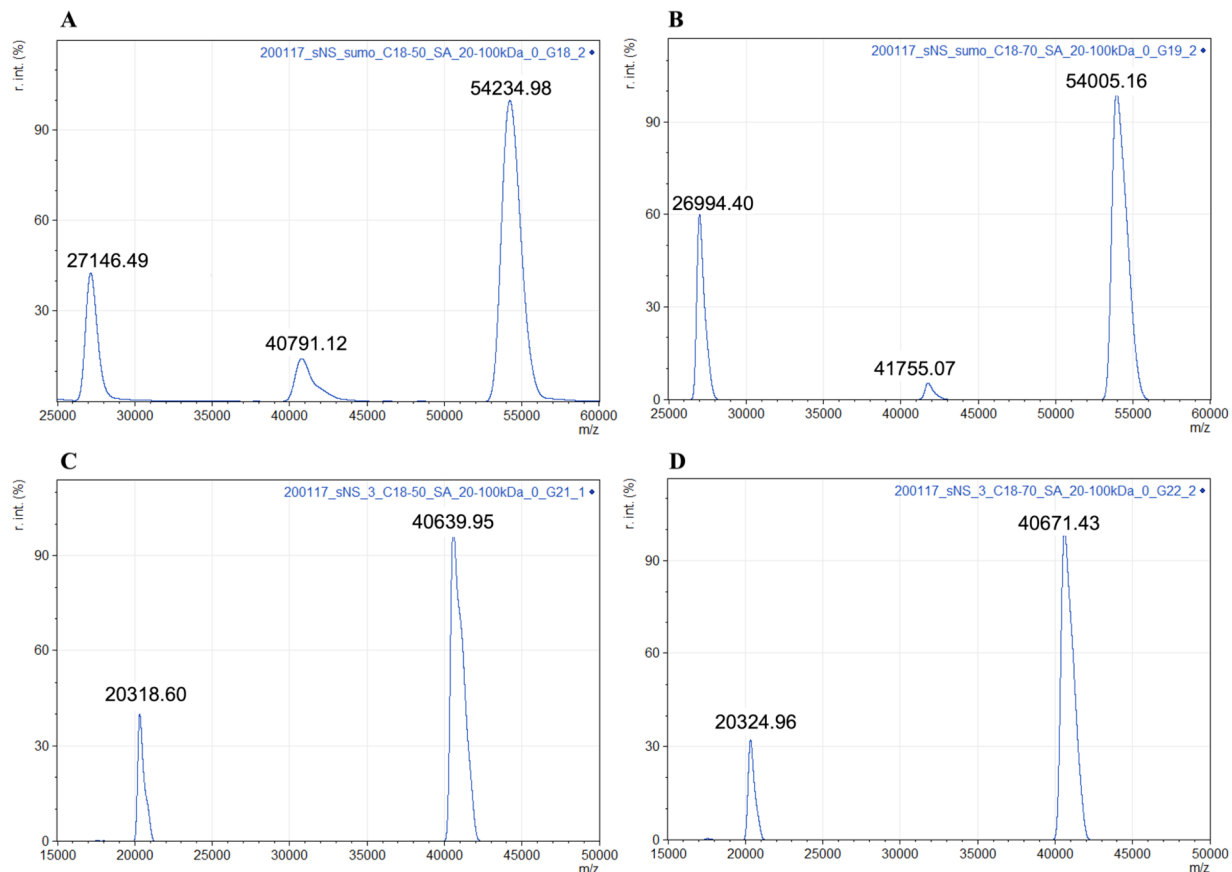 A
r. int. (%)
200117_sNS_sumo_C18-50_SA_20-100kDa_0_G18_2
54234.98
90
60
27146.49
30
40791.12
25000 30000 35000 40000 45000 50000 55000 60000
m/z
B
r. int. (%)
200117_sNS_sumo_C18-70_SA_20-100kDa_0_G19_2
54005.16
90
60
26994.40
30
41755.07
0
25000 30000 35000 40000 45000 50000 55000 60000
m/z
C
r. int. (%)
200117_sNS_3_C18-50_SA_20-100kDa_0_G21_1
40639.95
90
60
20318.60
30
0
15000 20000 25000 30000 35000 40000 45000 50000
m/z
D
r. int. (%)
200117_sNS_3_C18-70_SA_20-100kDa_0_G22_2
40671.43
90
60
20324.96
30
0
15000 20000 25000 30000 35000 40000 45000 50000
m/z